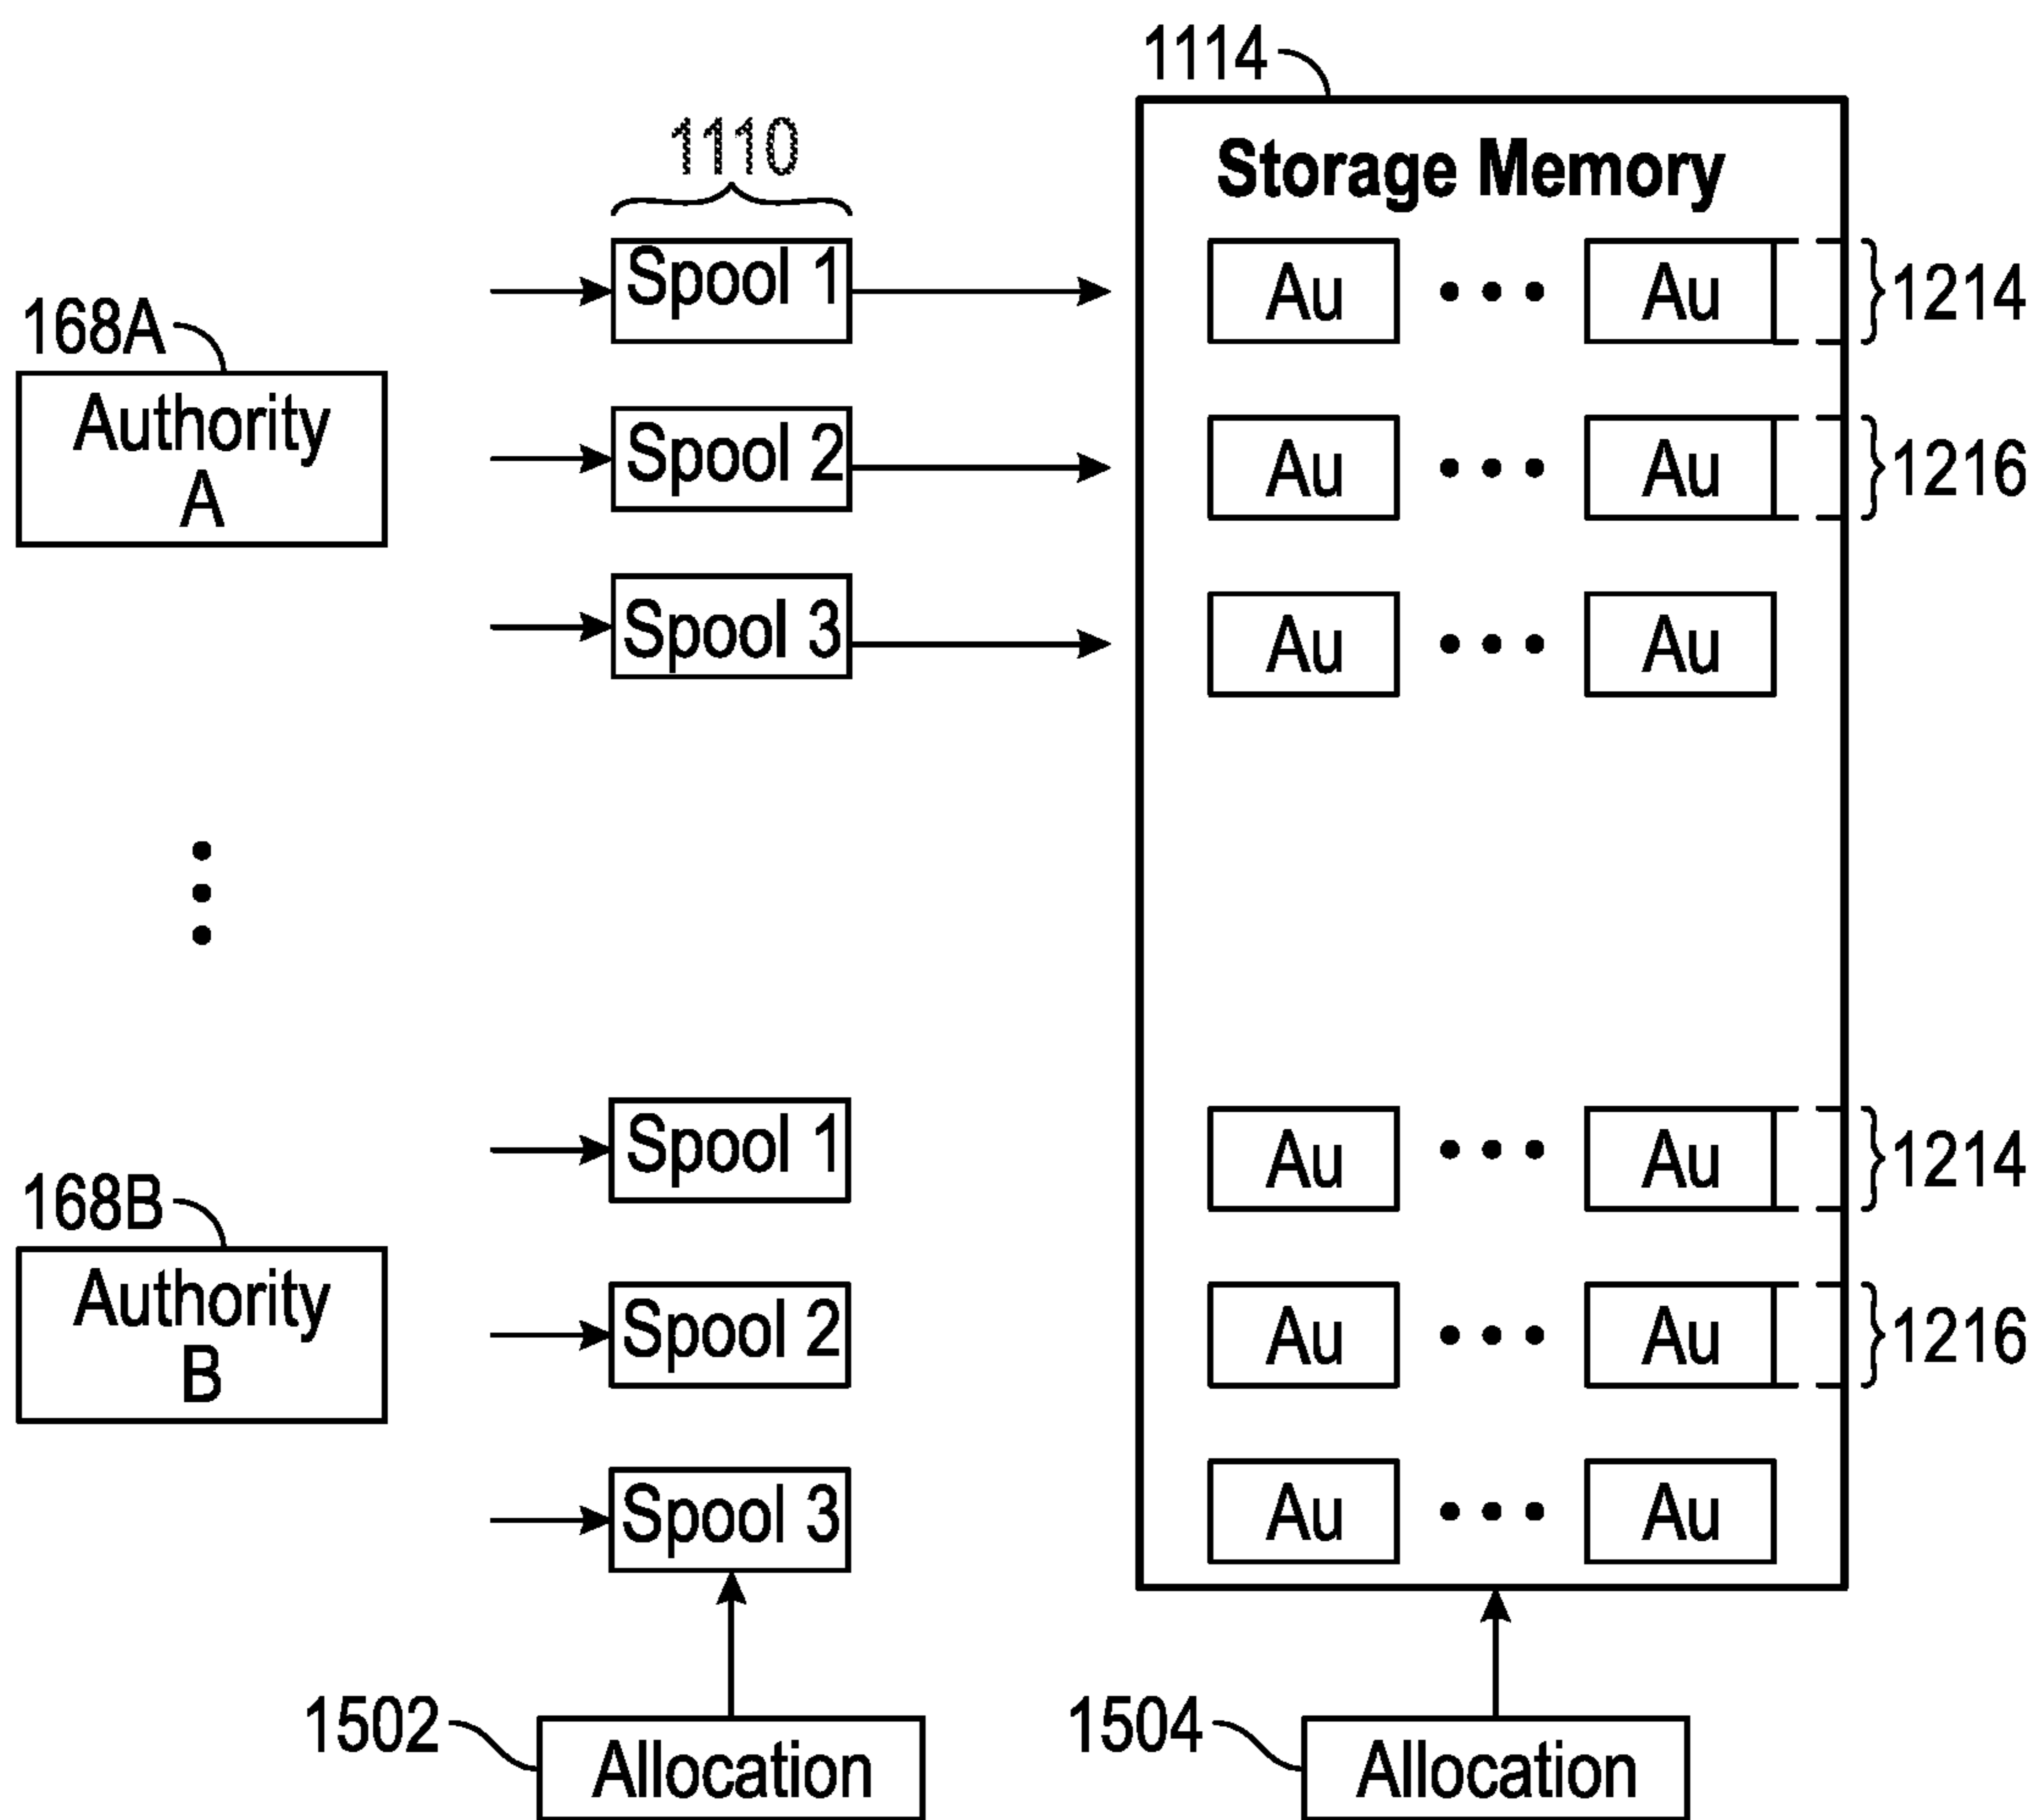 1114
1110
Storage Memory
Spool 1
Au
Au
1214
168A
Authority
A
Spool 2
Au
Au
1216
Spool 3
Au
Au
Spool 1
Au
Au
1214
168B
Authority
B
Spool 2
Au
Au
1216
Spool 3
Au
Au
1502
Allocation
1504
Allocation